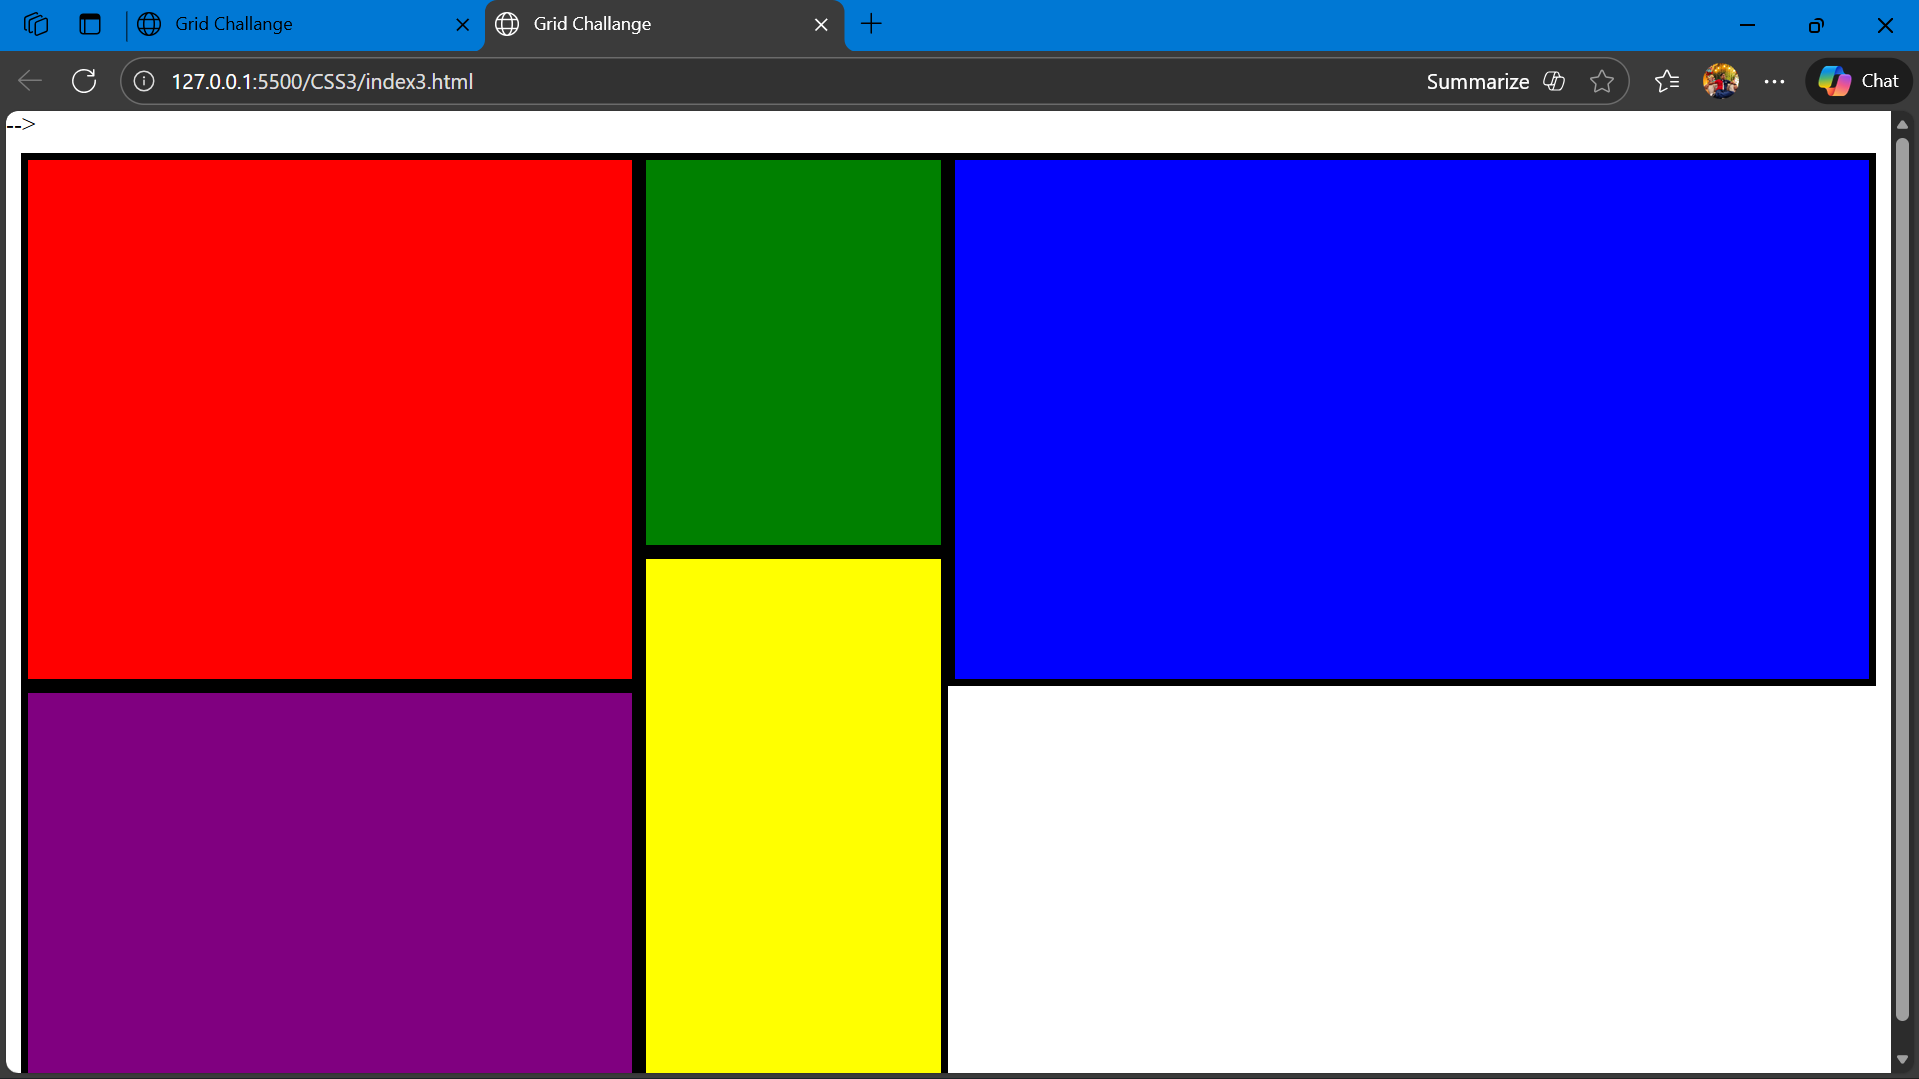 Grid Challange
Grid Challange
127.0.0.1:5500/CSS3/index3.html
Summarize
Chat
-->